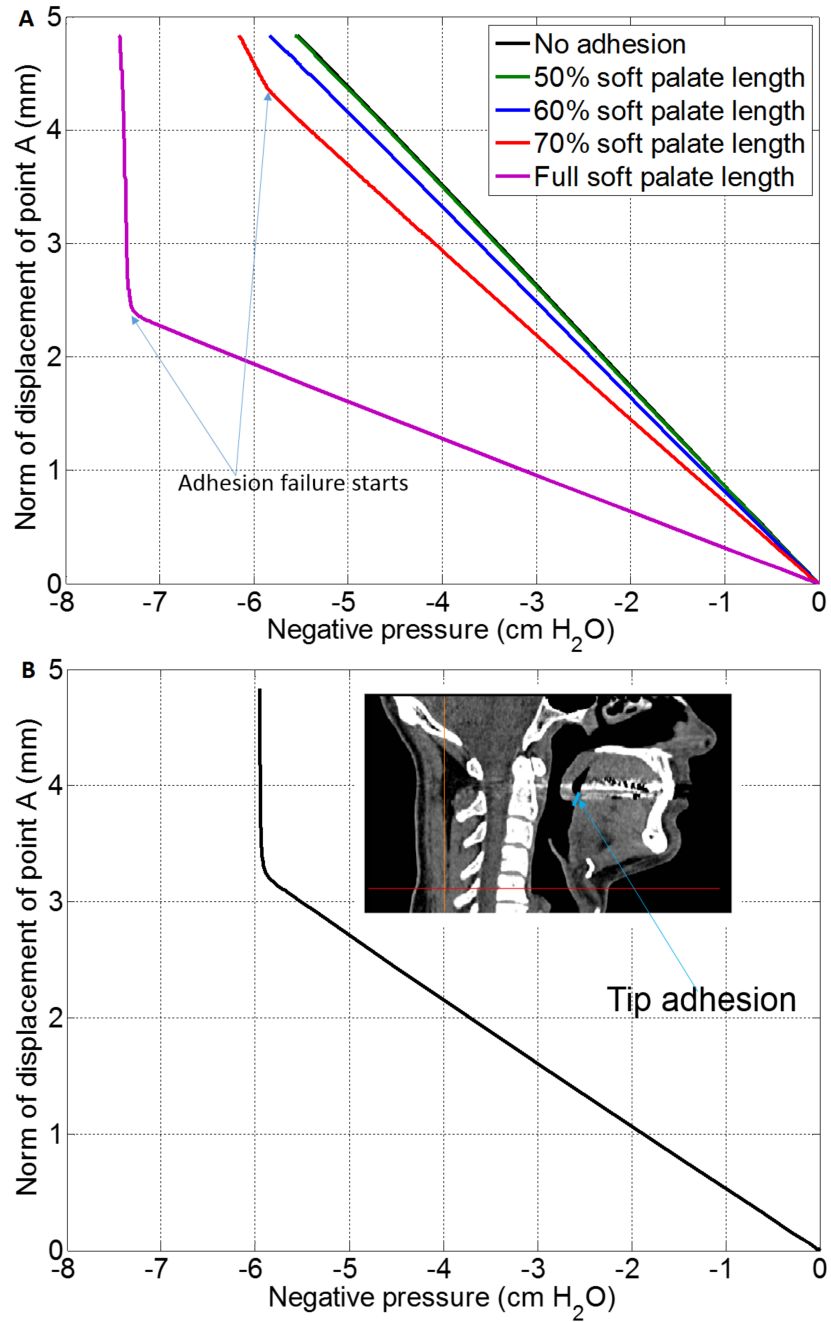 A
Norm of displacement of point A (mm)
5
4
3
2
1
0
No adhesion
50% soft palate length
60% soft palate length
70% soft palate length
Full soft palate length
Adhesion failure starts
-8 -7 -6 -5 -4 -3 -2 -1 0
Negative pressure (cm H₂O)
B
Norm of displacement of point A (mm)
5
4
3
2
1
0
Tip adhesion
-8 -7 -6 -5 -4 -3 -2 -1 0
Negative pressure (cm H₂O)